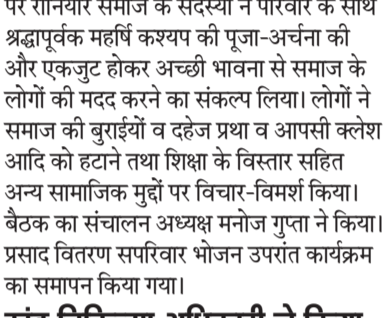 पर रौनियार समाज के सदस्यों ने परिवार के साथ
श्रद्धापूर्वक महर्षि कश्यप की पूजा-अर्चना की
और एकजुट होकर अच्छी भावना से समाज के
लोगों की मदद करने का संकल्प लिया। लोगों ने
समाज की बुराईयों व दहेज प्रथा व आपसी क्लेश
आदि को हटाने तथा शिक्षा के विस्तार सहित
अन्य सामाजिक मुद्दों पर विचार-विमर्श किया।
बैठक का संचालन अध्यक्ष मनोज गुप्ता ने किया।
प्रसाद वितरण सपरिवार भोजन उपरांत कार्यक्रम
का समापन किया गया।